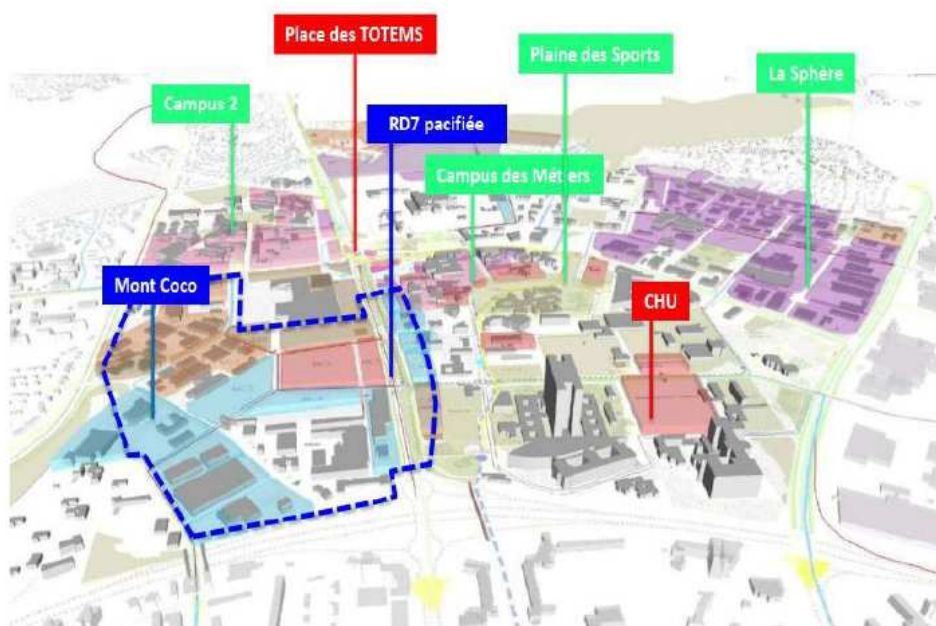 Place des TOTEMS
Plaine des Sports
La Sphère
Campus 2
RD7 pacifiée
Campus des Métiers
Mont Coco
CHU